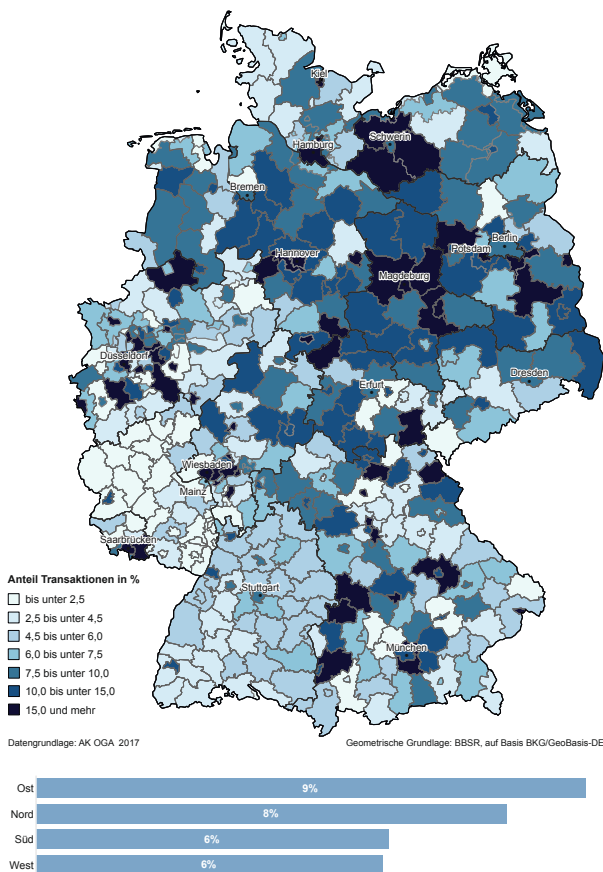 Kiel
Schwerin
Hamburg
Bremen
Berlin
Potsdam
Hannover
Magdeburg
Düsseldorf
Dresden
Erfurt
Wiesbaden
Mainz
Saarbrücken
Stuttgart
München
Anteil Transaktionen in %
bis unter 2,5
2,5 bis unter 4,5
4,5 bis unter 6,0
6,0 bis unter 7,5
7,5 bis unter 10,0
10,0 bis unter 15,0
15,0 und mehr
Datengrundlage: AK OGA 2017 Geometrische Grundlage: BBSR, auf Basis BKG/GeoBasis-DE
Ost 9%
Nord 8%
Süd 6%
West 6%